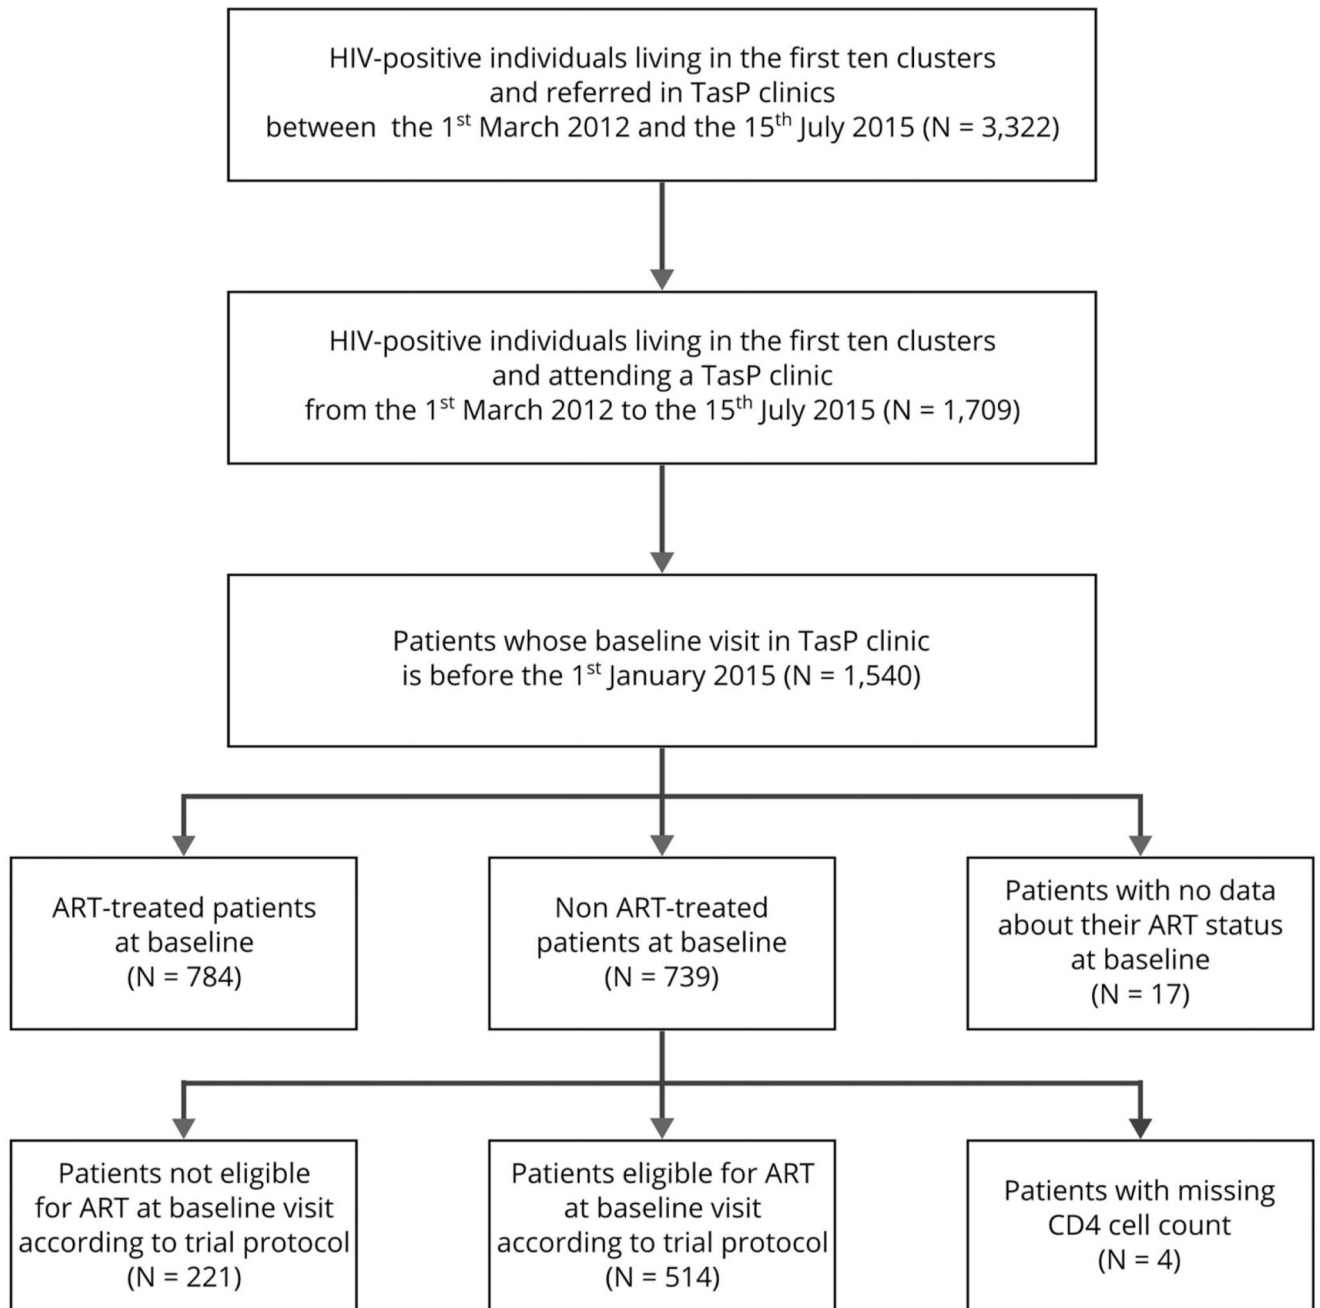 HIV-positive individuals living in the first ten clusters
and referred in TasP clinics
between the 1st March 2012 and the 15th July 2015 (N = 3,322)
HIV-positive individuals living in the first ten clusters
and attending a TasP clinic
from the 1st March 2012 to the 15th July 2015 (N = 1,709)
Patients whose baseline visit in TasP clinic
is before the 1st January 2015 (N = 1,540)
ART-treated patients
at baseline
(N = 784)
Non ART-treated
patients at baseline
(N = 739)
Patients with no data
about their ART status
at baseline
(N = 17)
Patients not eligible
for ART at baseline visit
according to trial protocol
(N = 221)
Patients eligible for ART
at baseline visit
according to trial protocol
(N = 514)
Patients with missing
CD4 cell count
(N = 4)